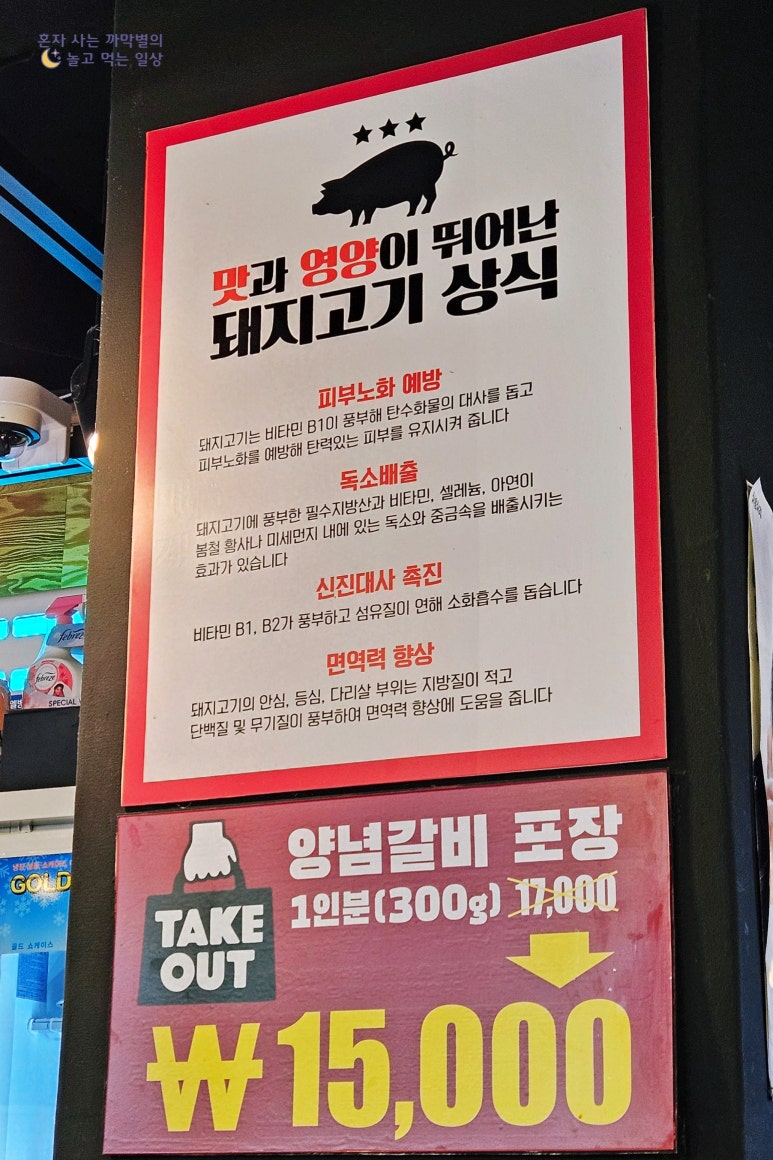 혼자 사는 까막별의
놀고 먹는 일상
맛과 영양이 뛰어난
돼지고기 상식
피부노화 예방
돼지고기는 비타민 B1이 풍부해 탄수화물의 대사를 돕고
피부노화를 예방해 탄력있는 피부를 유지시켜 줍니다
독소배출
돼지고기에 풍부한 필수지방산과 비타민, 셀레늄, 아연이
봄철 황사나 미세먼지 내에 있는 독소와 중금속을 배출시키는
효과가 있습니다
신진대사 촉진
비타민 B1, B2가 풍부하고 섬유질이 연해 소화흡수를 돕습니다
면역력 향상
돼지고기의 안심, 등심, 다리살 부위는 지방질이 적고
단백질 및 무기질이 풍부하여 면역력 향상에 도움을 줍니다
febreze
febreze
SPECIAL
GOLD
골드 쇼케이스
TAKE
OUT
양념갈비 포장
1인분(300g) 17,000
₩15,000